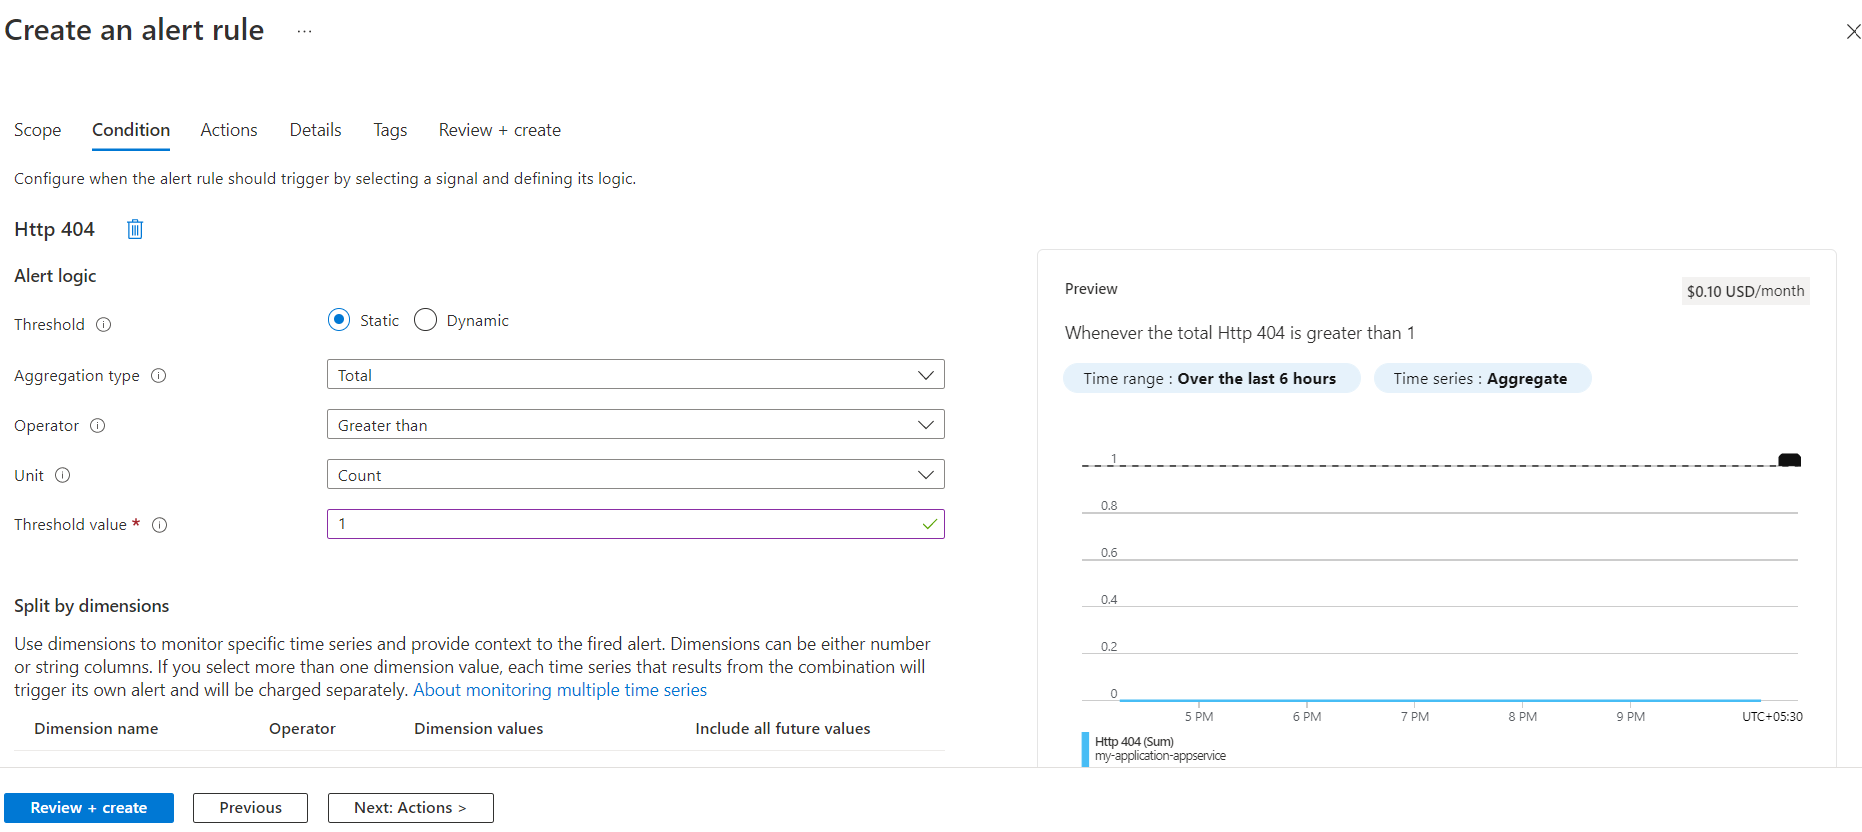 Create an alert rule ...
Scope Condition Actions Details Tags Review + create
Configure when the alert rule should trigger by selecting a signal and defining its logic.
Http 404
Alert logic
Threshold Static Dynamic
Aggregation type Total
Operator Greater than
Unit Count
Threshold value * 1
Split by dimensions
Use dimensions to monitor specific time series and provide context to the fired alert. Dimensions can be either number
or string columns. If you select more than one dimension value, each time series that results from the combination will
trigger its own alert and will be charged separately. About monitoring multiple time series
Dimension name Operator Dimension values Include all future values
Preview $0.10 USD/month
Whenever the total Http 404 is greater than 1
Time range : Over the last 6 hours Time series : Aggregate
1
0.8
0.6
0.4
0.2
0
5 PM 6 PM 7 PM 8 PM 9 PM UTC+05:30
Http 404 (Sum)
my-application-appservice
Review + create Previous Next: Actions >